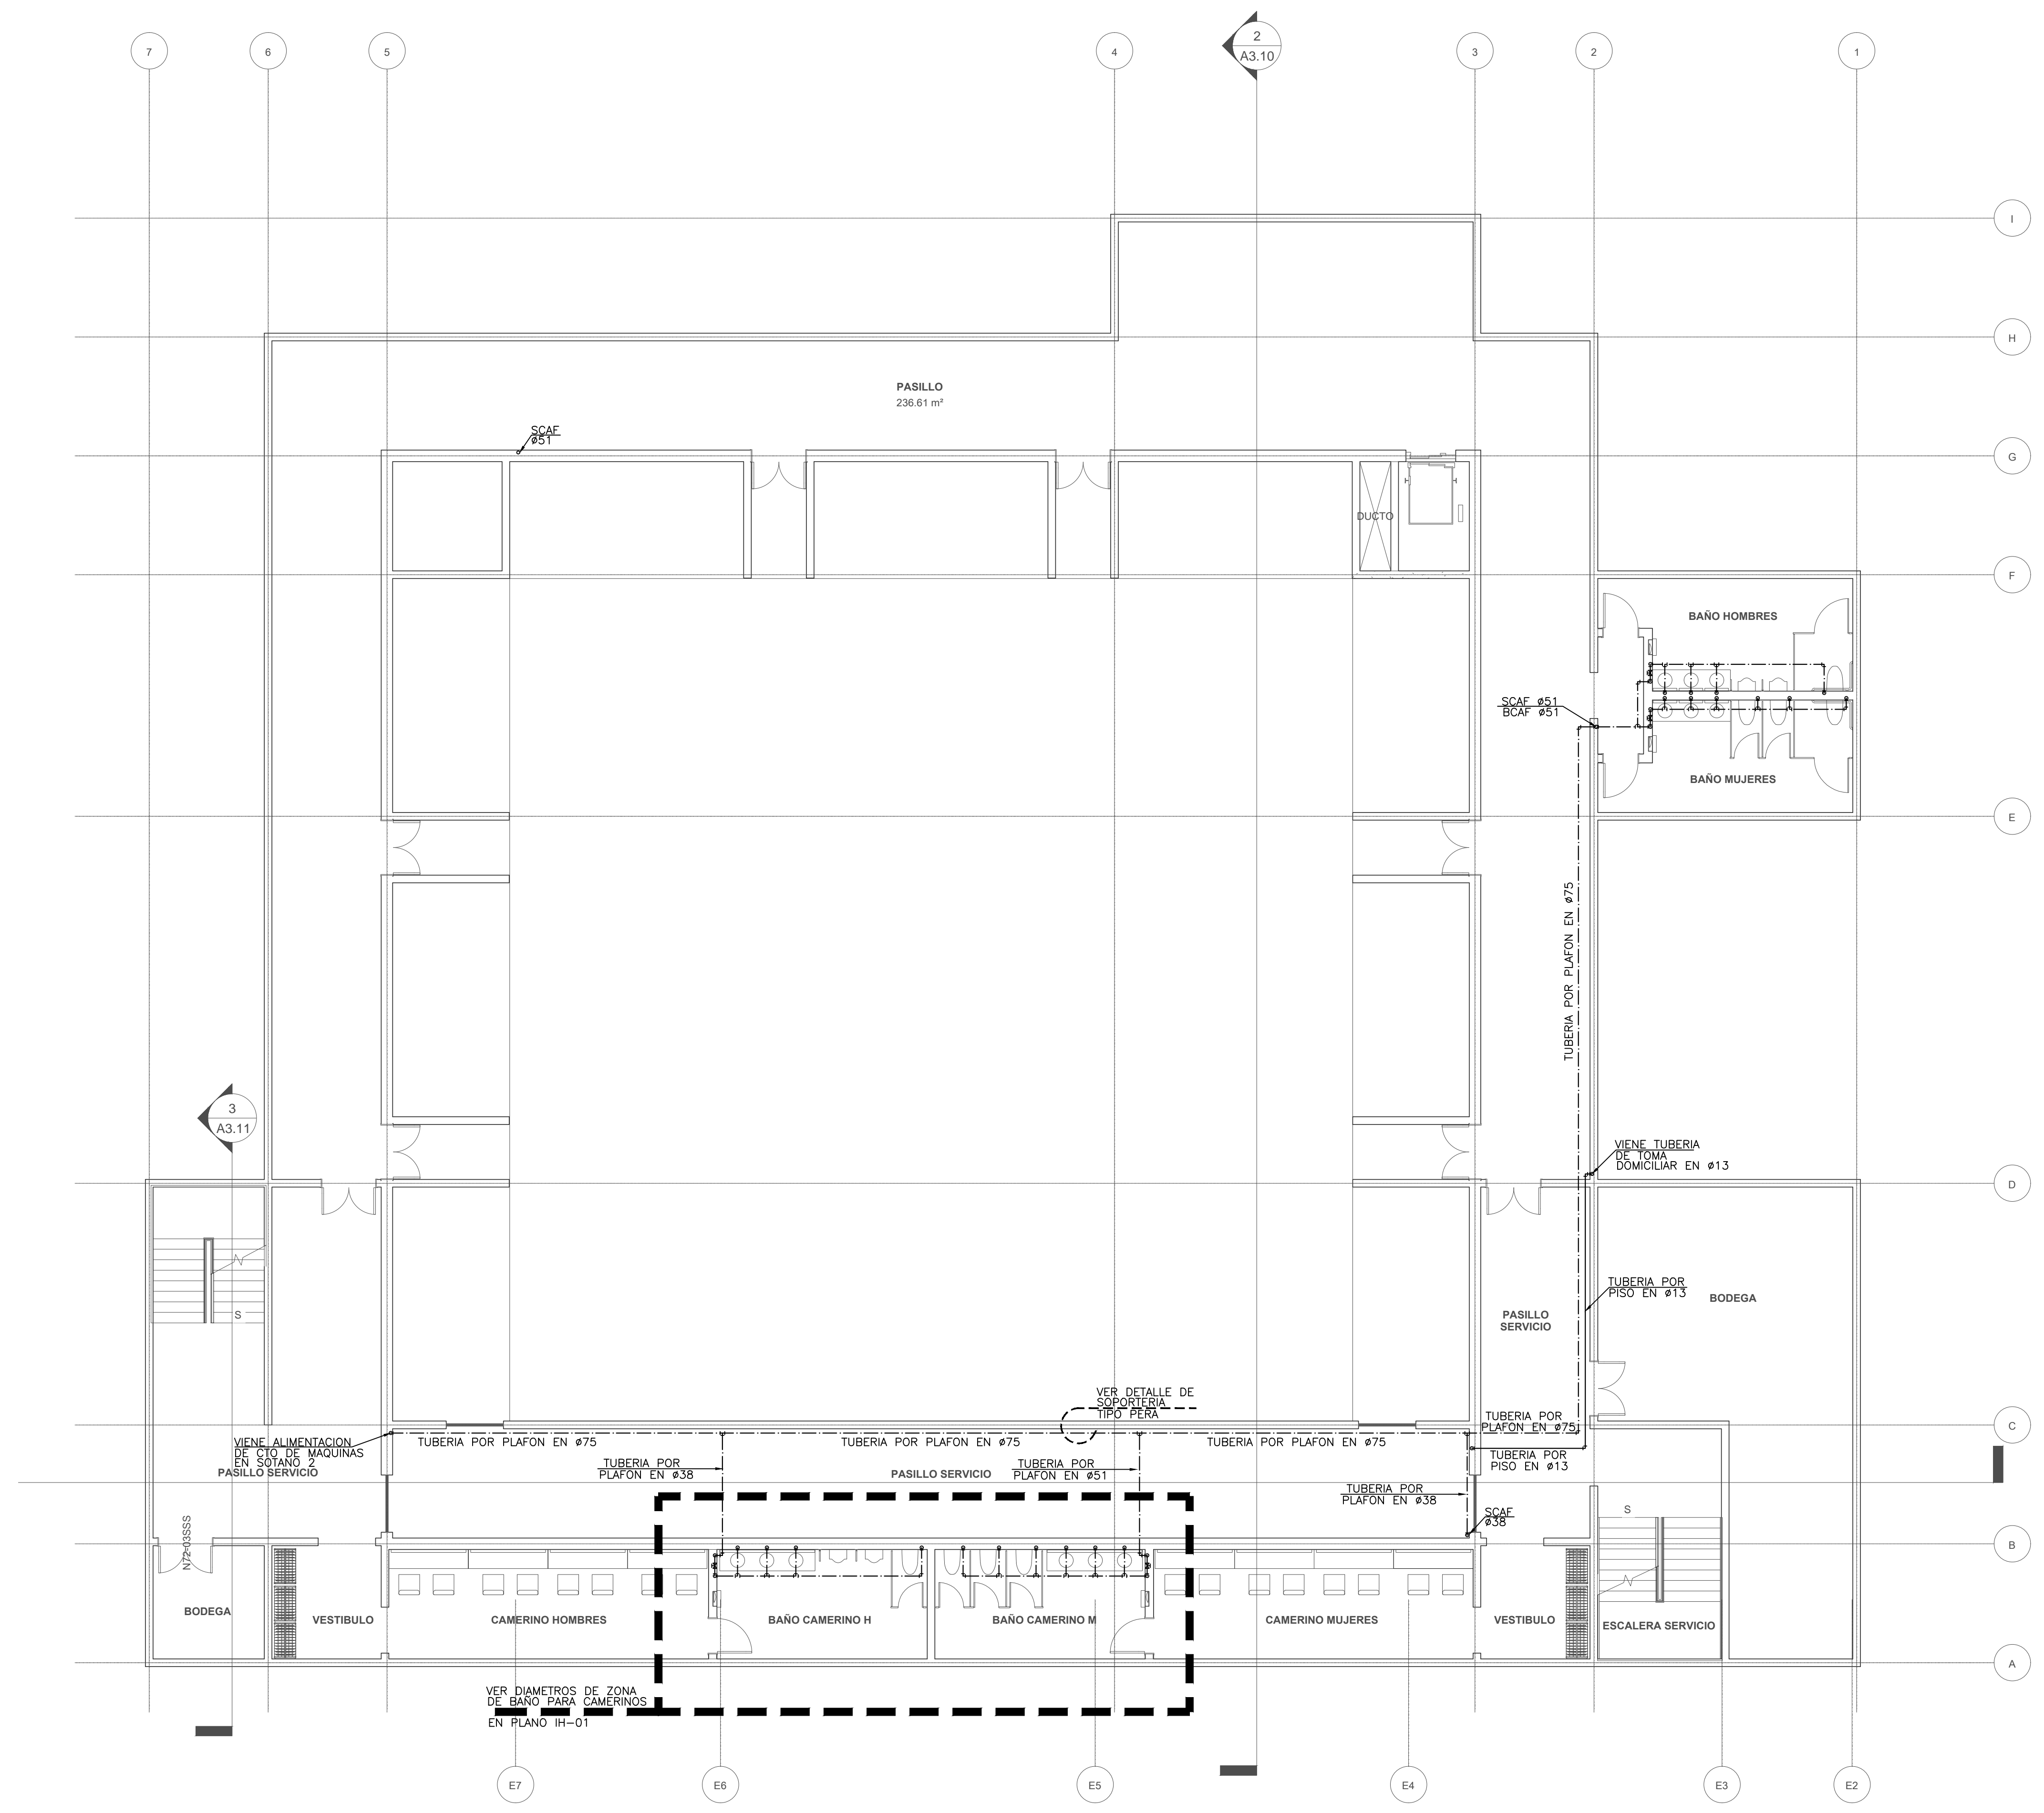 7
6
5
4
2
A3.10
3
2
1
I
H
PASILLO
236.61 m²
SCAF
ø51
G
DUCTO
F
BAÑO HOMBRES
SCAF ø51
BCAF ø51
BAÑO MUJERES
E
TUBERIA POR PLAFON EN ø75
3
A3.11
VIENE TUBERIA
DE TOMA
DOMICILIAR EN ø13
D
TUBERIA POR
PISO EN ø13
BODEGA
S
PASILLO
SERVICIO
VER DETALLE DE
SOPORTERIA
TIPO PERA
TUBERIA POR
PLAFON EN ø75
C
VIENE ALIMENTACION
DE CTO DE MAQUINAS
EN SOTANO 2
PASILLO SERVICIO
TUBERIA POR PLAFON EN ø75
TUBERIA POR PLAFON EN ø75
TUBERIA POR PLAFON EN ø75
TUBERIA POR
PISO EN ø13
TUBERIA POR
PLAFON EN ø38
PASILLO SERVICIO
TUBERIA POR
PLAFON EN ø51
TUBERIA POR
PLAFON EN ø38
SCAF
ø38
S
B
N72-03SSS
BODEGA
VESTIBULO
CAMERINO HOMBRES
BAÑO CAMERINO H
BAÑO CAMERINO M
CAMERINO MUJERES
VESTIBULO
ESCALERA SERVICIO
A
VER DIAMETROS DE ZONA
DE BAÑO PARA CAMERINOS
EN PLANO IH-01
E7
E6
E5
E4
E3
E2